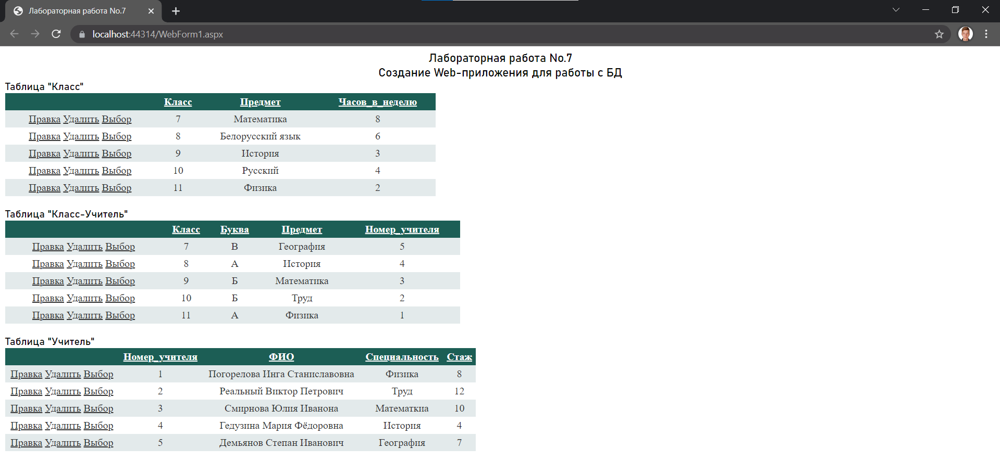 Лабораторная работа No.7
localhost:44314/WebForm1.aspx
Лабораторная работа No.7
Создание Web-приложения для работы с БД
Таблица "Класс"
Класс Предмет Часов_в_неделю
Правка Удалить Выбор 7 Математика 8
Правка Удалить Выбор 8 Белорусский язык 6
Правка Удалить Выбор 9 История 3
Правка Удалить Выбор 10 Русский 4
Правка Удалить Выбор 11 Физика 2
Таблица "Класс-Учитель"
Класс Буква Предмет Номер_учителя
Правка Удалить Выбор 7 В География 5
Правка Удалить Выбор 8 А История 4
Правка Удалить Выбор 9 Б Математика 3
Правка Удалить Выбор 10 Б Труд 2
Правка Удалить Выбор 11 А Физика 1
Таблица "Учитель"
Номер_учителя ФИО Специальность Стаж
Правка Удалить Выбор 1 Погорелова Инга Станиславовна Физика 8
Правка Удалить Выбор 2 Реальный Виктор Петрович Труд 12
Правка Удалить Выбор 3 Смирнова Юлия Иванона Математкиа 10
Правка Удалить Выбор 4 Гедузина Мария Фёдоровна История 4
Правка Удалить Выбор 5 Демьянов Степан Иванович География 7